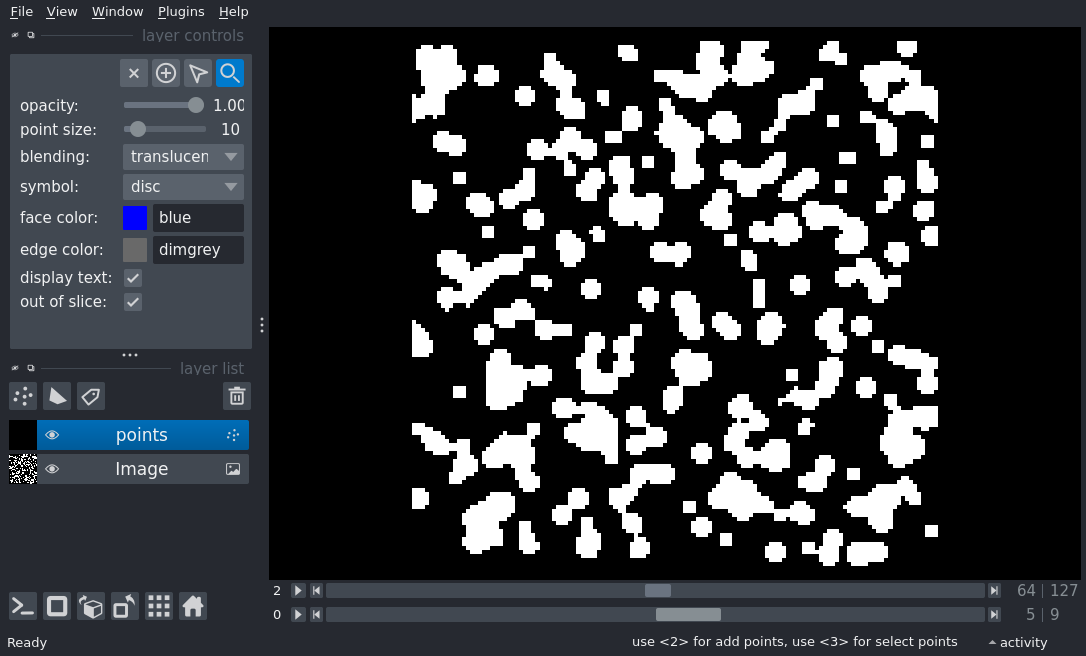 File View Window Plugins Help
layer controls
opacity: 1.00
point size: 10
blending: translucen
symbol: disc
face color: blue
edge color: dimgrey
display text:
out of slice:
layer list
points
Image
2 64 | 127
0 5 | 9
Ready use <2> for add points, use <3> for select points activity